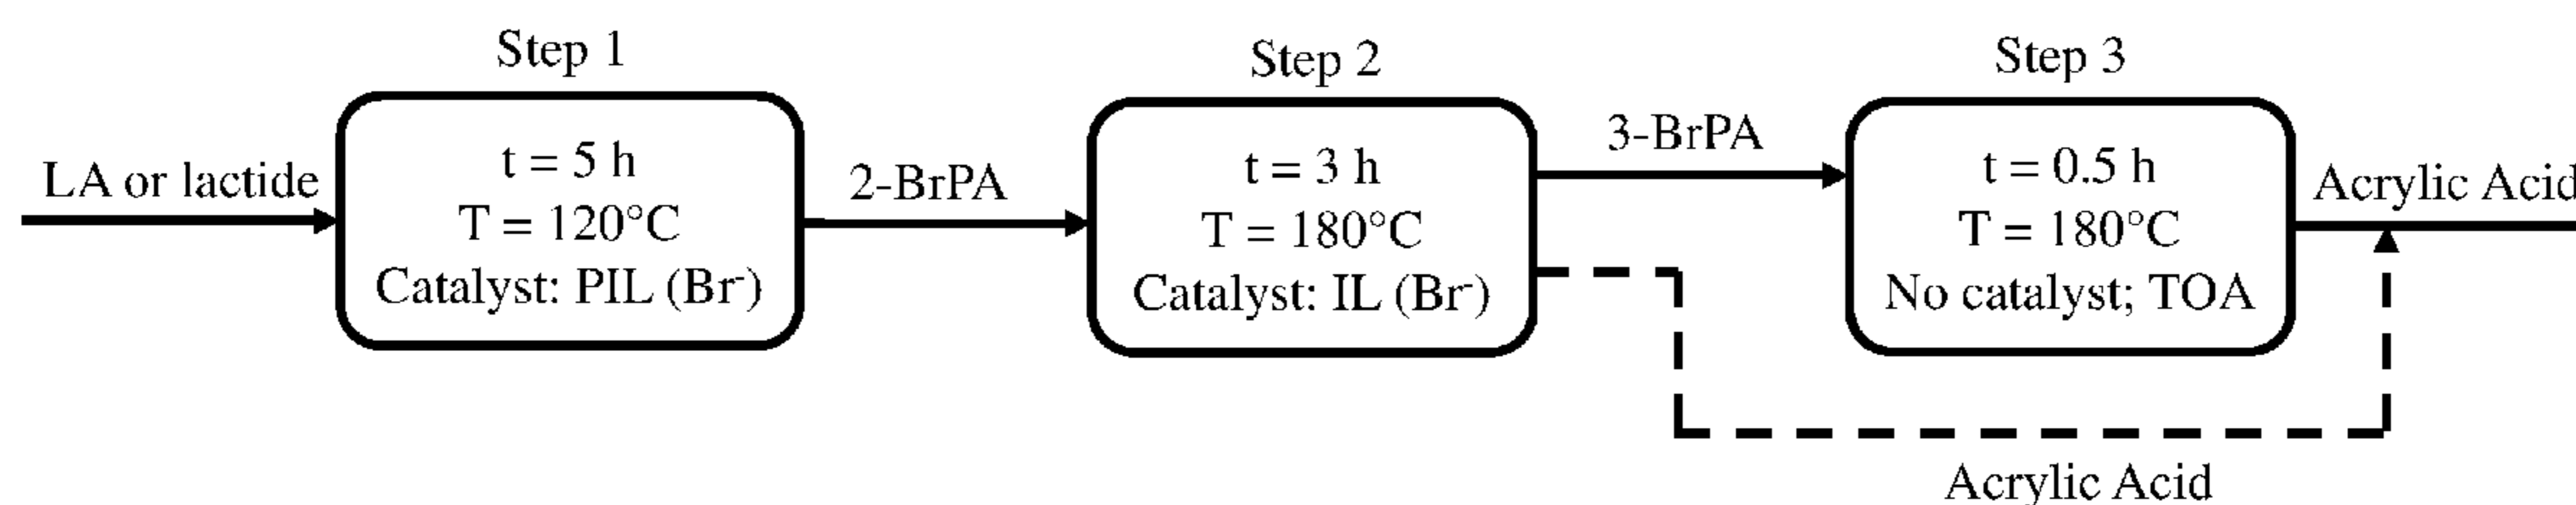 Step 1
Step 2
Step 3
LA or lactide
t = 5 h
T = 120°C
Catalyst: PIL (Br-)
2-BrPA
t = 3 h
T = 180°C
Catalyst: IL (Br-)
3-BrPA
t = 0.5 h
T = 180°C
No catalyst; TOA
Acrylic Acid
Acrylic Acid